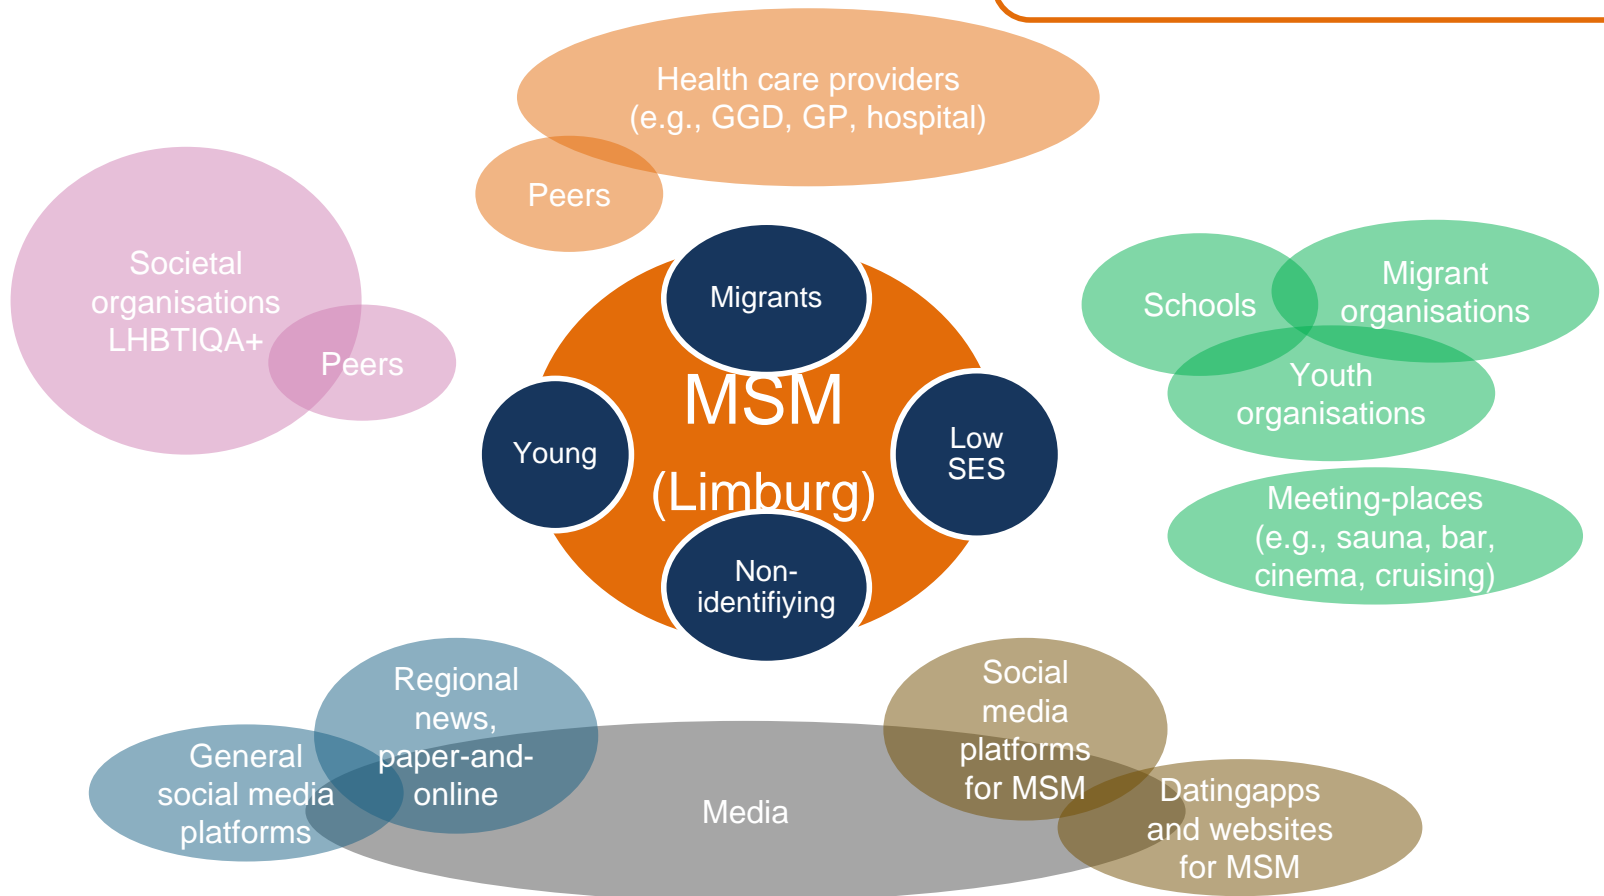 Health care providers
(e.g., GGD, GP, hospital)
Peers
Societal
organisations
LHBTIQA+
Peers
Migrants
MSM
(Limburg)
Young
Low
SES
Non-
identifiying
Schools
Migrant
organisations
Youth
organisations
Meeting-places
(e.g., sauna, bar,
cinema, cruising)
Regional
news,
paper-and-
online
General
social media
platforms
Media
Social
media
platforms
for MSM
Datingapps
and websites
for MSM